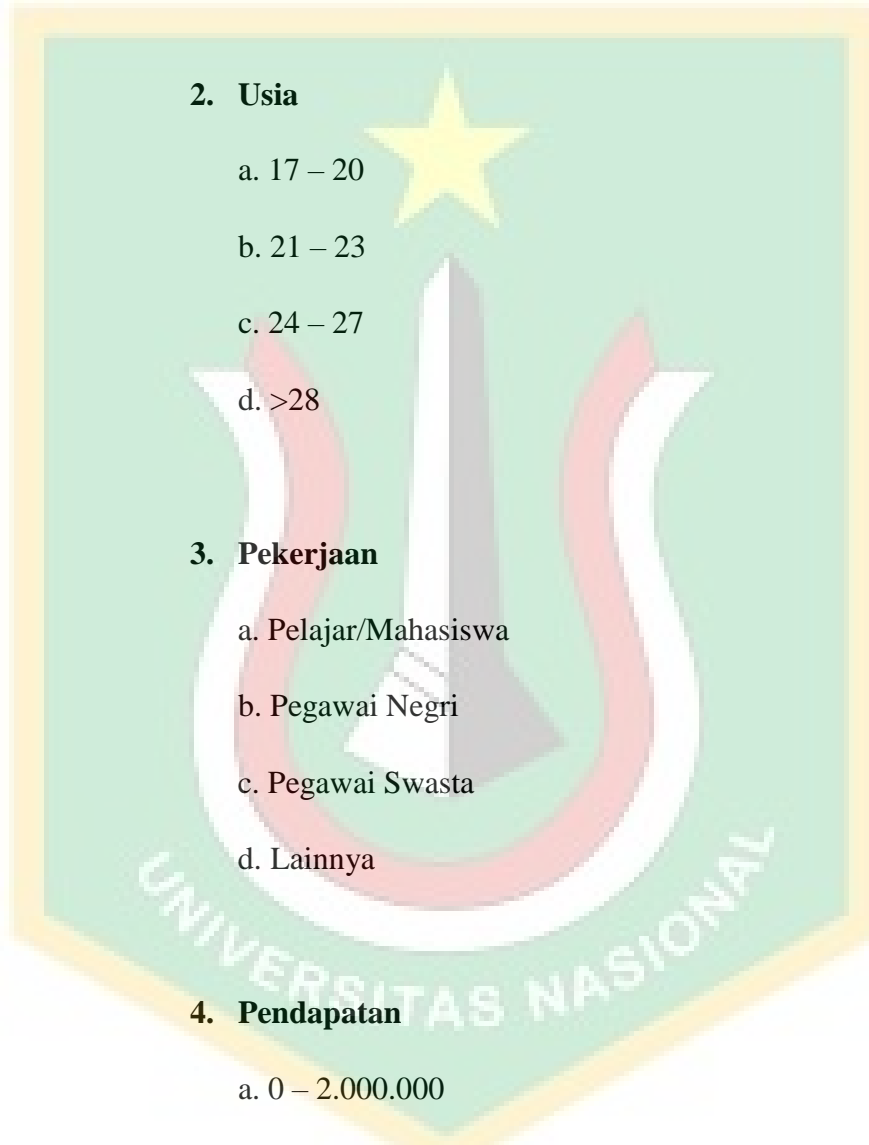 2. Usia
a. 17 – 20
b. 21 – 23
c. 24 – 27
d. >28
3. Pekerjaan
a. Pelajar/Mahasiswa
b. Pegawai Negri
c. Pegawai Swasta
d. Lainnya
4. Pendapatan
a. 0 – 2.000.000
UNIVERSITAS NASIONAL